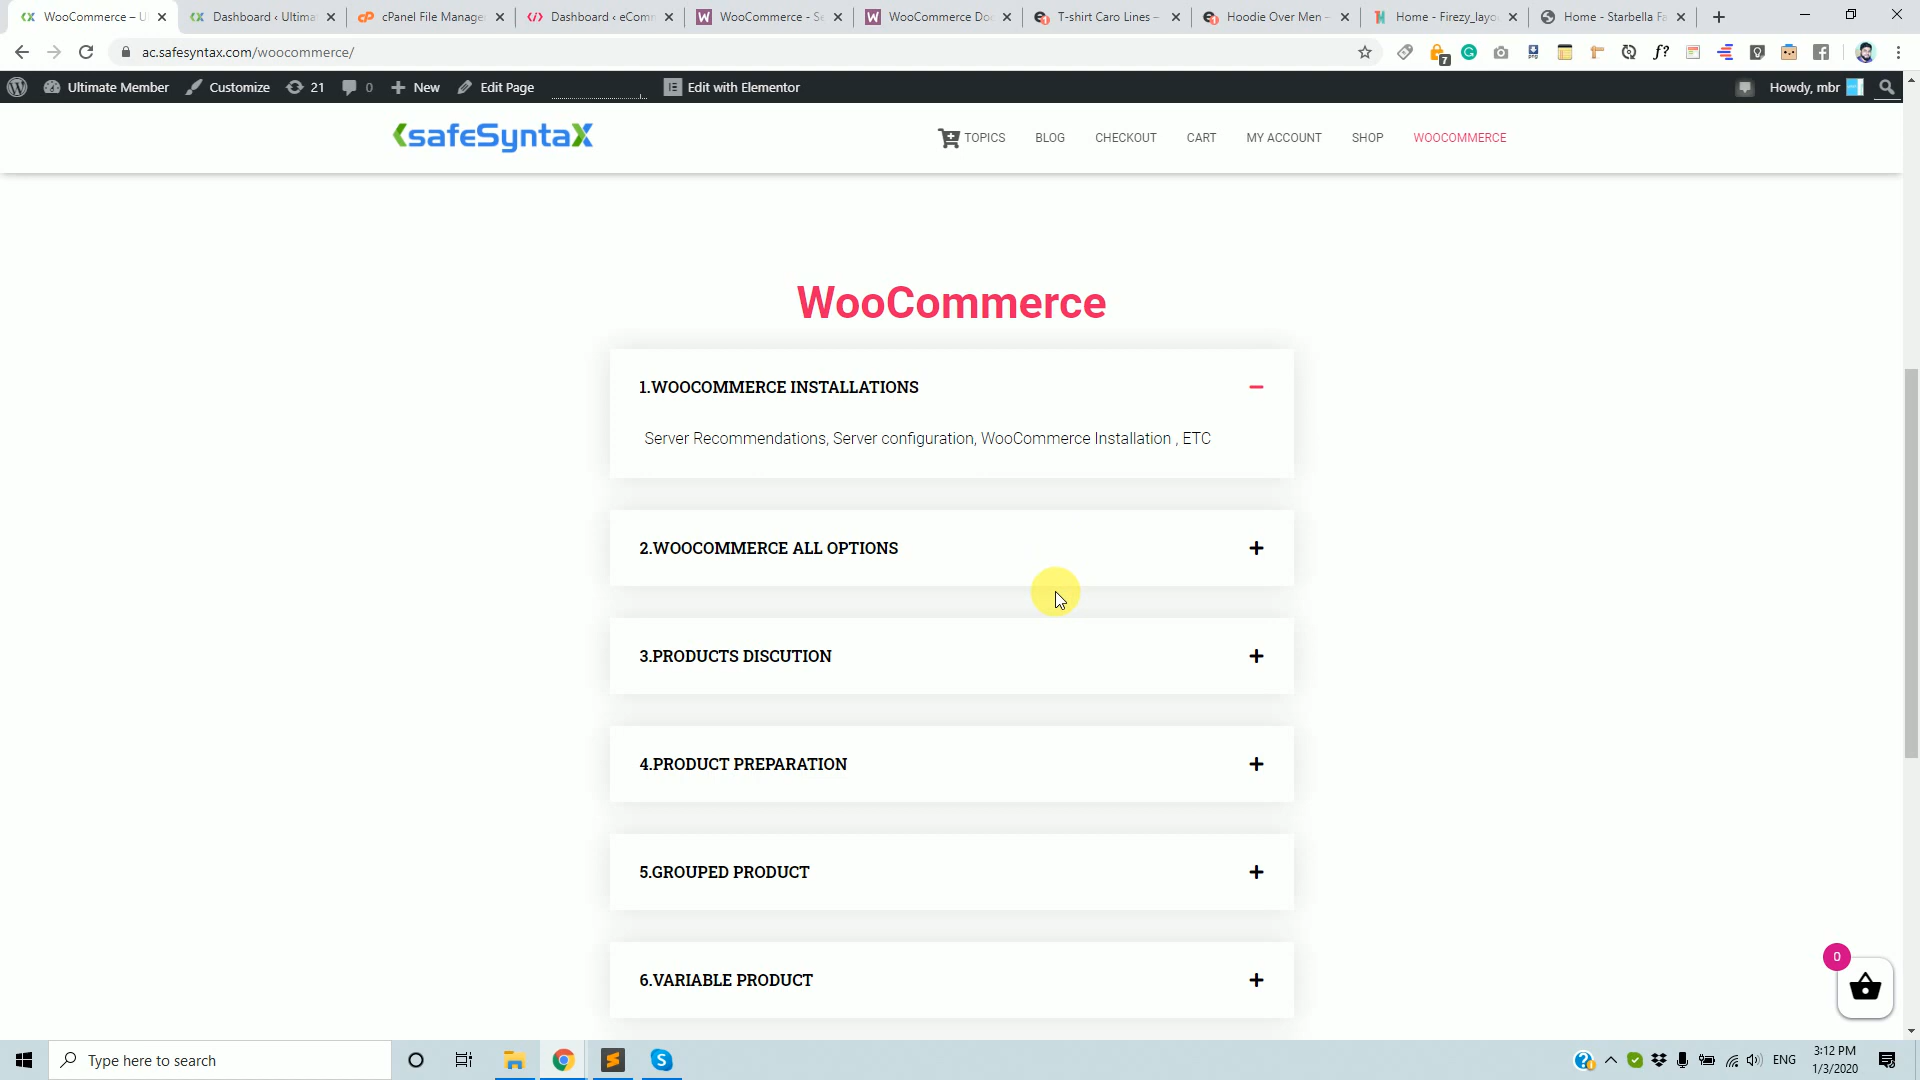 WooCommerce – U
Dashboard ‹ Ultima
cPanel File Manage
Dashboard ‹ eComm
WooCommerce - Se
WooCommerce Do
T-shirt Caro Lines –
Hoodie Over Men –
Home - Firezy_layo
Home - Starbella Fa
ac.safesyntax.com/woocommerce/
7
f?
Ultimate Member
Customize
21
0
New
Edit Page
Edit with Elementor
Howdy, mbr
safeSyntaX
TOPICS
BLOG
CHECKOUT
CART
MY ACCOUNT
SHOP
WOOCOMMERCE
WooCommerce
1.WOOCOMMERCE INSTALLATIONS
Server Recommendations, Server configuration, WooCommerce Installation , ETC
2.WOOCOMMERCE ALL OPTIONS
3.PRODUCTS DISCUTION
4.PRODUCT PREPARATION
5.GROUPED PRODUCT
6.VARIABLE PRODUCT
0
Type here to search
ENG
3:12 PM
1/3/2020